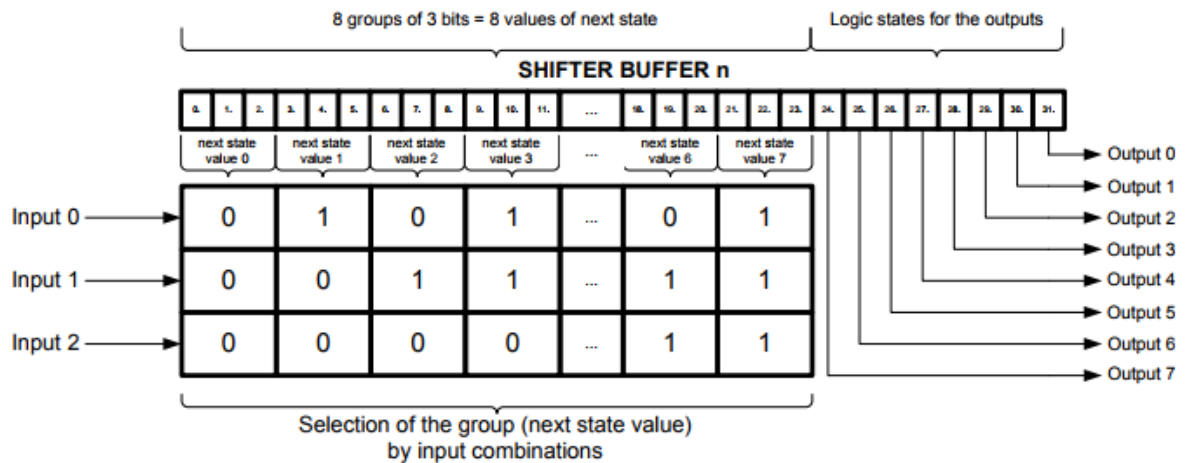 8 groups of 3 bits = 8 values of next state Logic states for the outputs
SHIFTER BUFFER n
0. 1. 2. 3. 4. 5. 6. 7. 8. 9. 10. 11. ... 18. 19. 20. 21. 22. 23. 24. 25. 26. 27. 28. 29. 30. 31.
next state next state next state next state next state next state
value 0 value 1 value 2 value 3 ... value 6 value 7
Output 0
Output 1
Input 0 0 1 0 1 ... 0 1 Output 2
Output 3
Input 1 0 0 1 1 ... 1 1 Output 4
Output 5
Input 2 0 0 0 0 ... 1 1 Output 6
Output 7
Selection of the group (next state value)
by input combinations